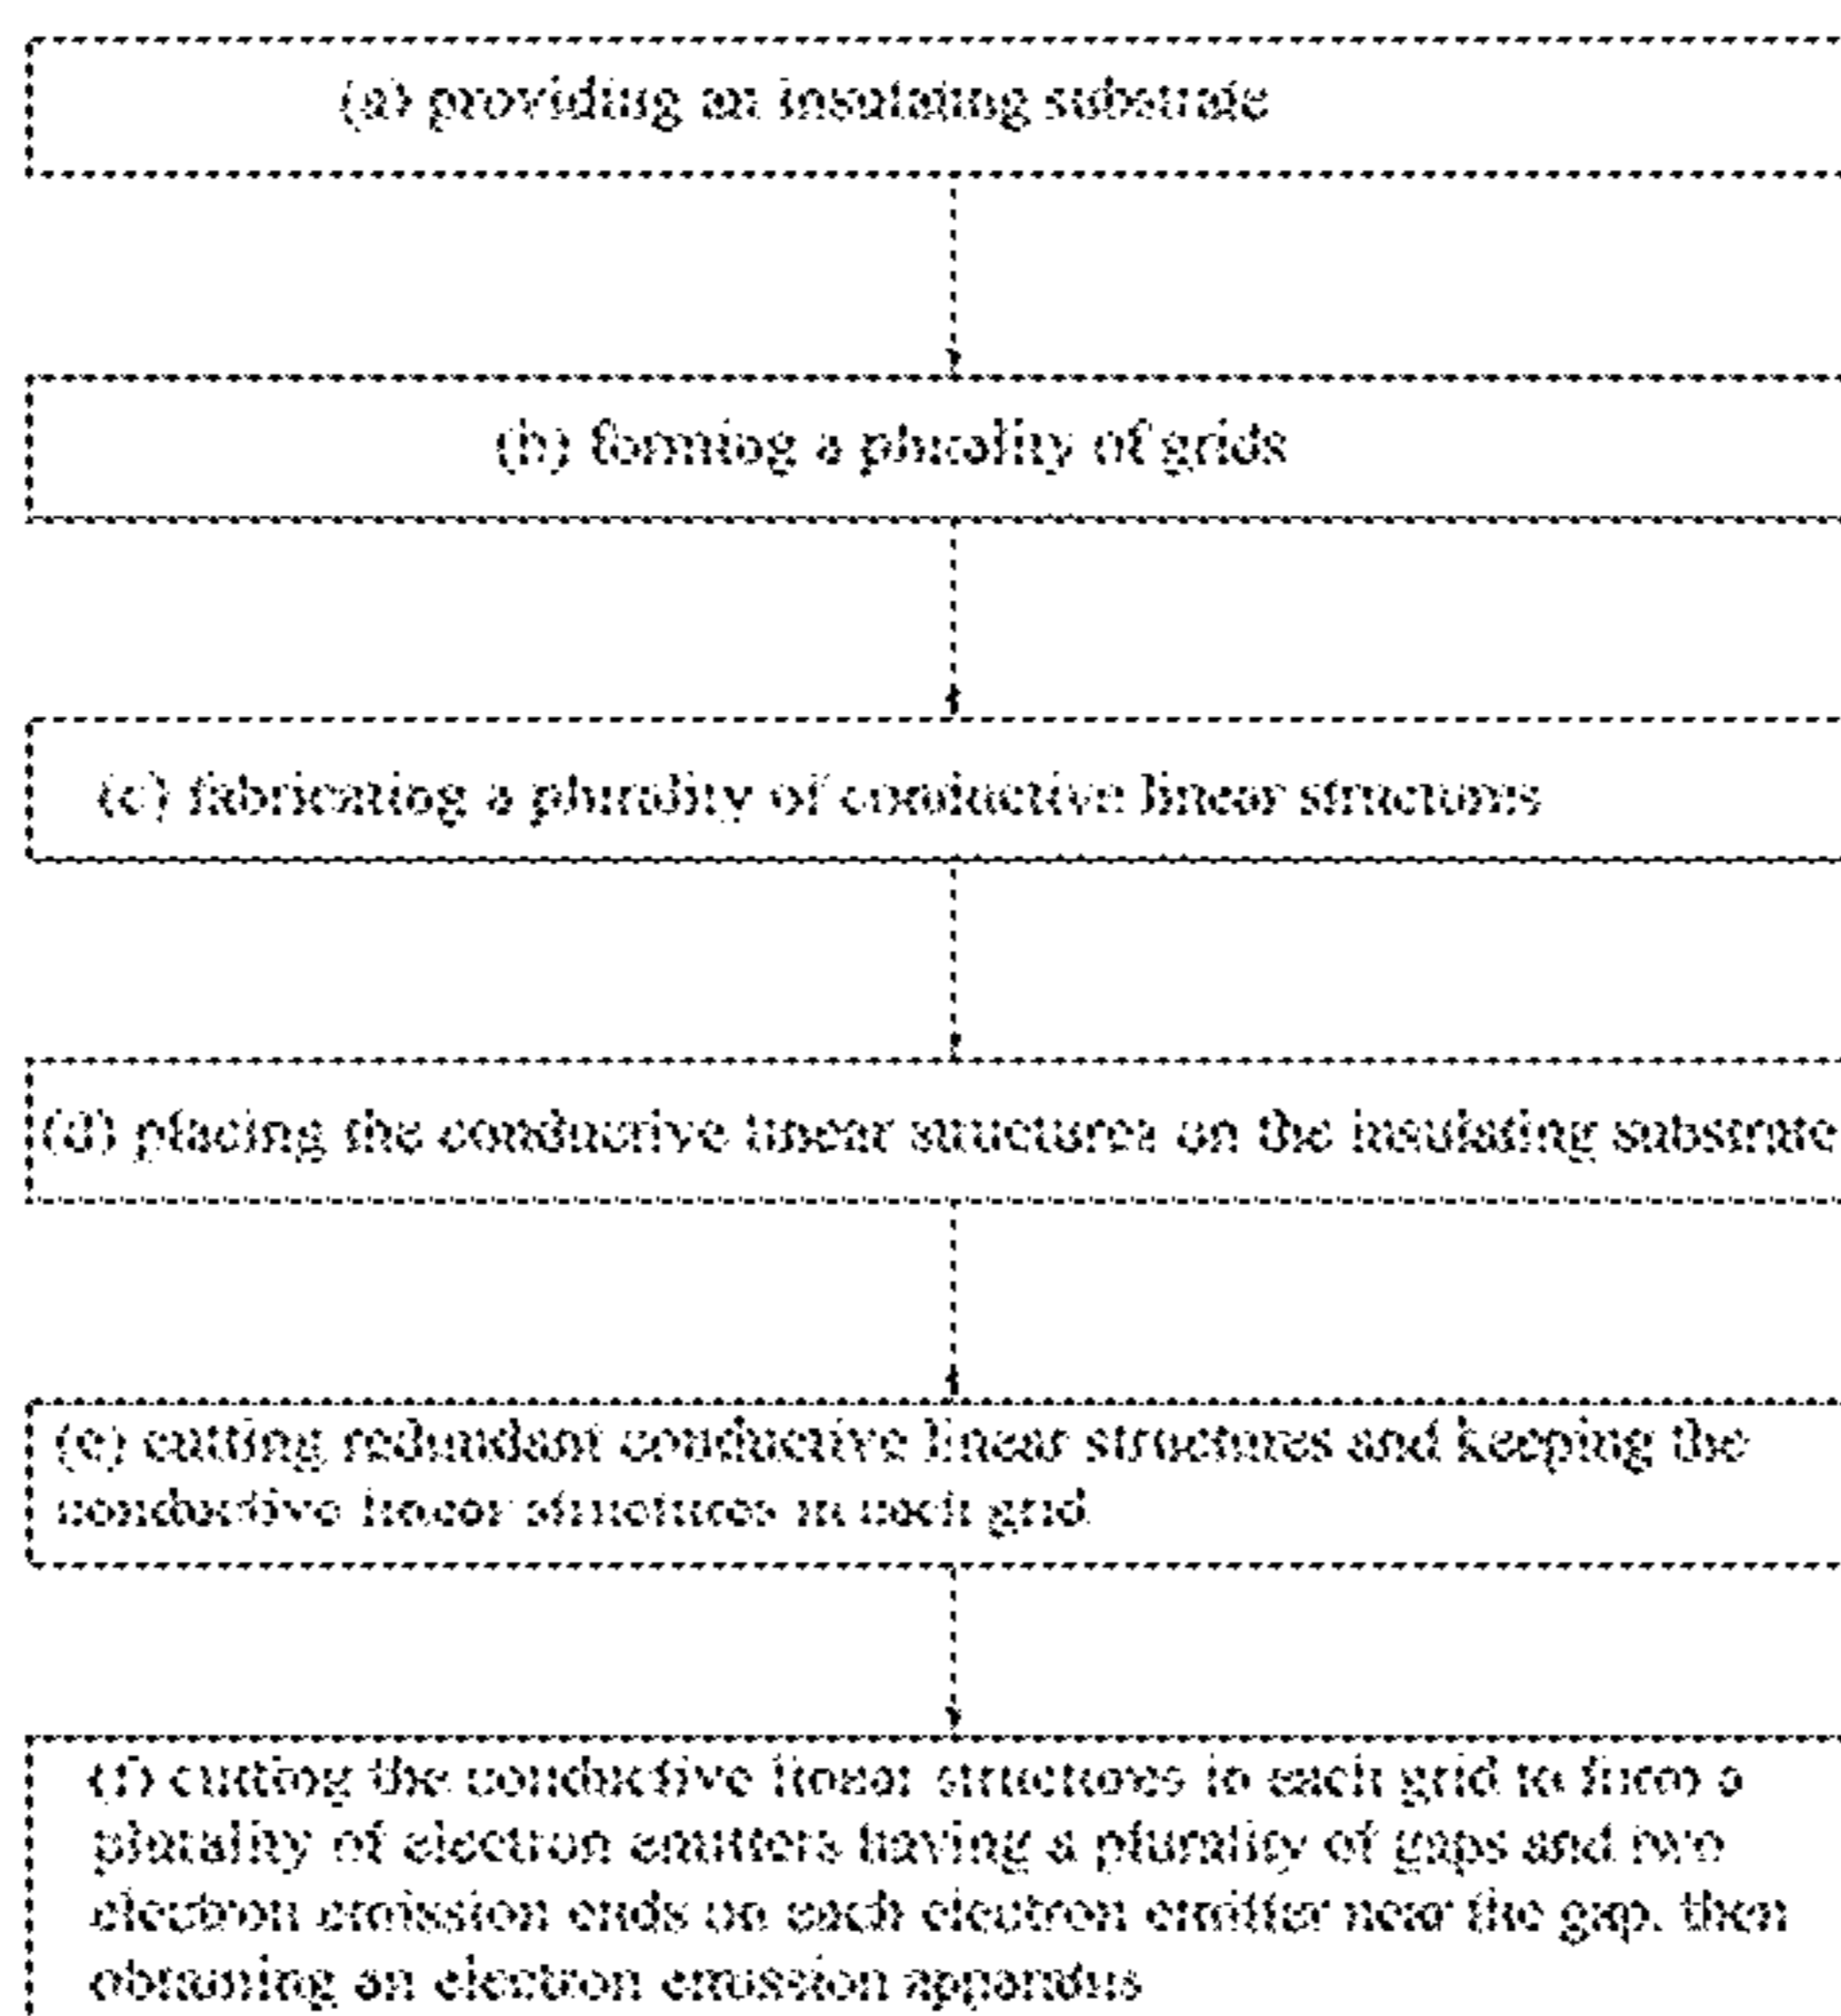 (a) providing an insulating substrate
(b) forming a plurality of grids
(c) fabricating a plurality of conductive linear structures
(d) placing the conductive linear structures on the insulating substrate
(e) cutting redundant conductive linear structures and keeping the
conductive linear structures in each grid
(f) cutting the conductive linear structures in each grid to form a
plurality of electron emitters having a plurality of gaps and two
electron emission ends on each electron emitter near the gap, then
obtaining an electron emission apparatus